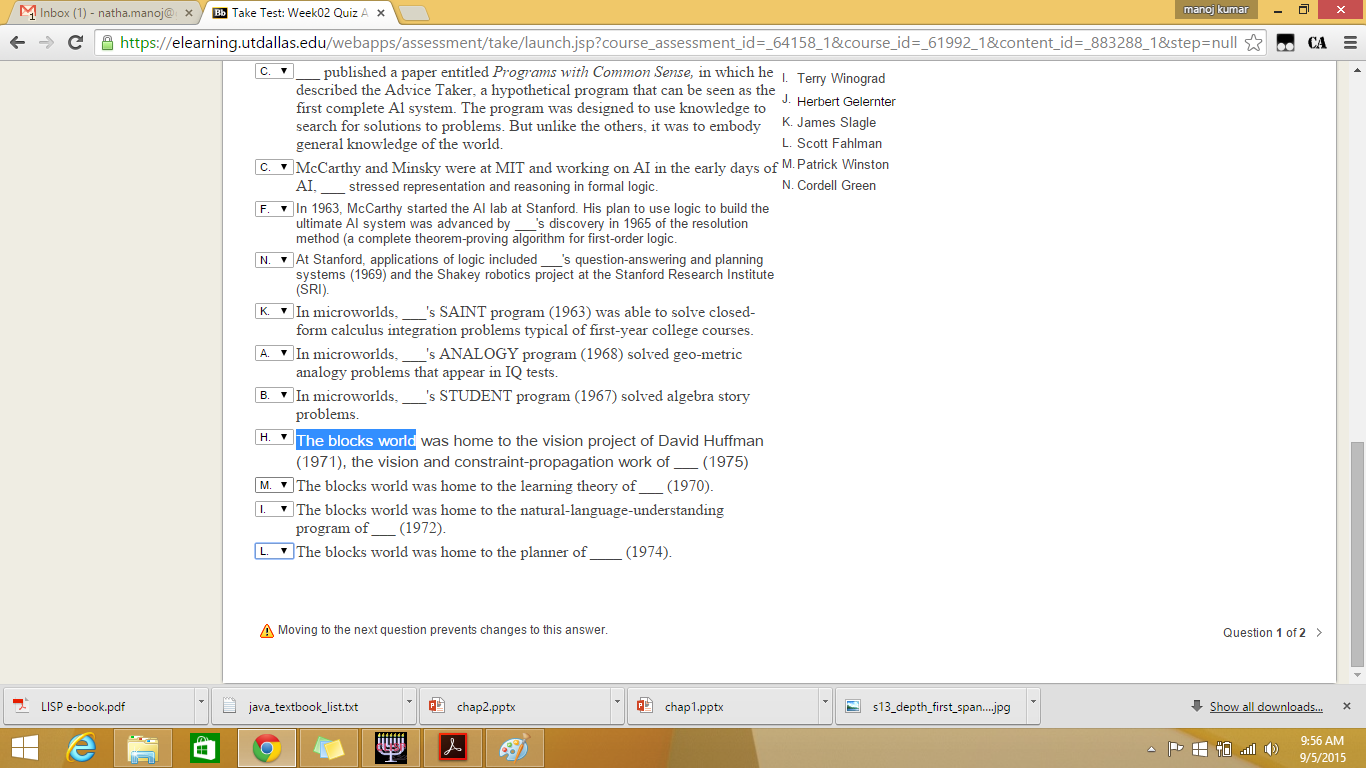 manoj kumar
Inbox (1) - natha.manoj@
Take Test: Week02 Quiz A
https://elearning.utdallas.edu/webapps/assessment/take/launch.jsp?course_assessment_id=_64158_1&course_id=_61992_1&content_id=_883288_1&step=null
CA
C. ___ published a paper entitled Programs with Common Sense, in which he
described the Advice Taker, a hypothetical program that can be seen as the
first complete Al system. The program was designed to use knowledge to
search for solutions to problems. But unlike the others, it was to embody
general knowledge of the world.
C. McCarthy and Minsky were at MIT and working on AI in the early days of
AI, ___ stressed representation and reasoning in formal logic.
F. In 1963, McCarthy started the AI lab at Stanford. His plan to use logic to build the
ultimate AI system was advanced by ___'s discovery in 1965 of the resolution
method (a complete theorem-proving algorithm for first-order logic.
N. At Stanford, applications of logic included ___'s question-answering and planning
systems (1969) and the Shakey robotics project at the Stanford Research Institute
(SRI).
K. In microworlds, ___'s SAINT program (1963) was able to solve closed-
form calculus integration problems typical of first-year college courses.
A. In microworlds, ___'s ANALOGY program (1968) solved geo-metric
analogy problems that appear in IQ tests.
B. In microworlds, ___'s STUDENT program (1967) solved algebra story
problems.
H. The blocks world was home to the vision project of David Huffman
(1971), the vision and constraint-propagation work of ___ (1975)
M. The blocks world was home to the learning theory of ___ (1970).
I. The blocks world was home to the natural-language-understanding
program of ___ (1972).
L. The blocks world was home to the planner of ____ (1974).
I. Terry Winograd
J. Herbert Gelernter
K. James Slagle
L. Scott Fahlman
M. Patrick Winston
N. Cordell Green
Moving to the next question prevents changes to this answer.
Question 1 of 2
LISP e-book.pdf
java_textbook_list.txt
chap2.pptx
chap1.pptx
s13_depth_first_span....jpg
Show all downloads...
9:56 AM
9/5/2015